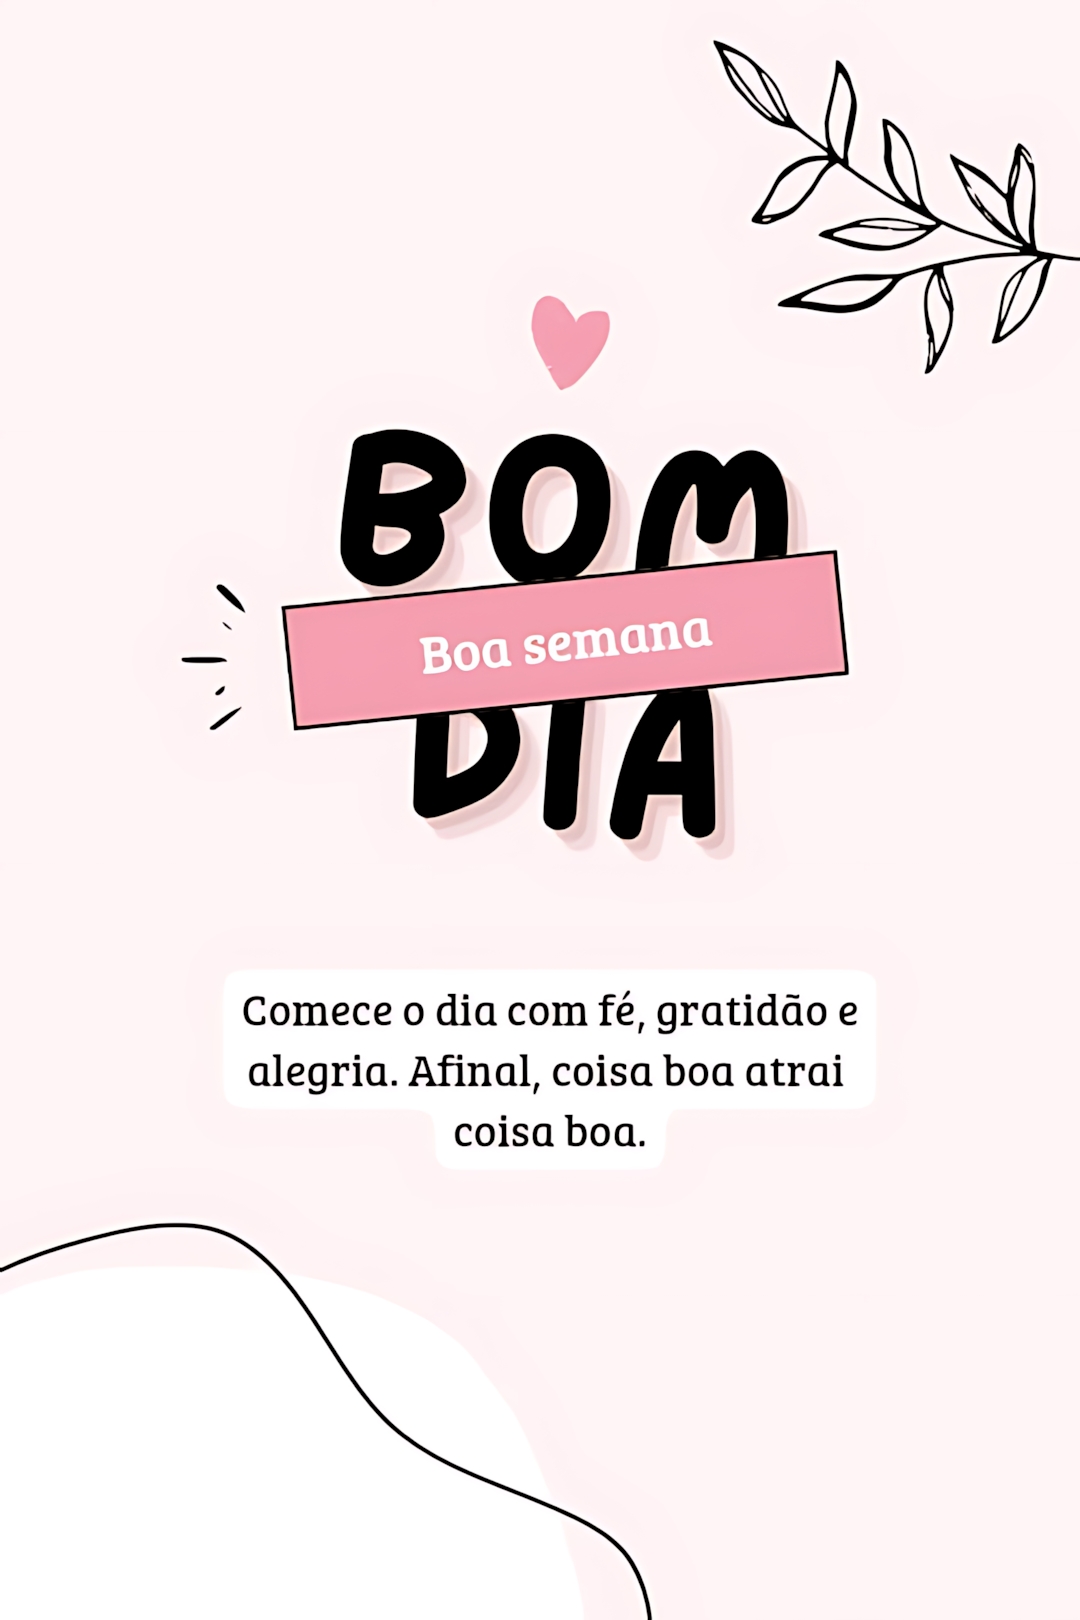 BOM
Boa semana
DIA
Comece o dia com fé, gratidão e
alegria. Afinal, coisa boa atrai
coisa boa.